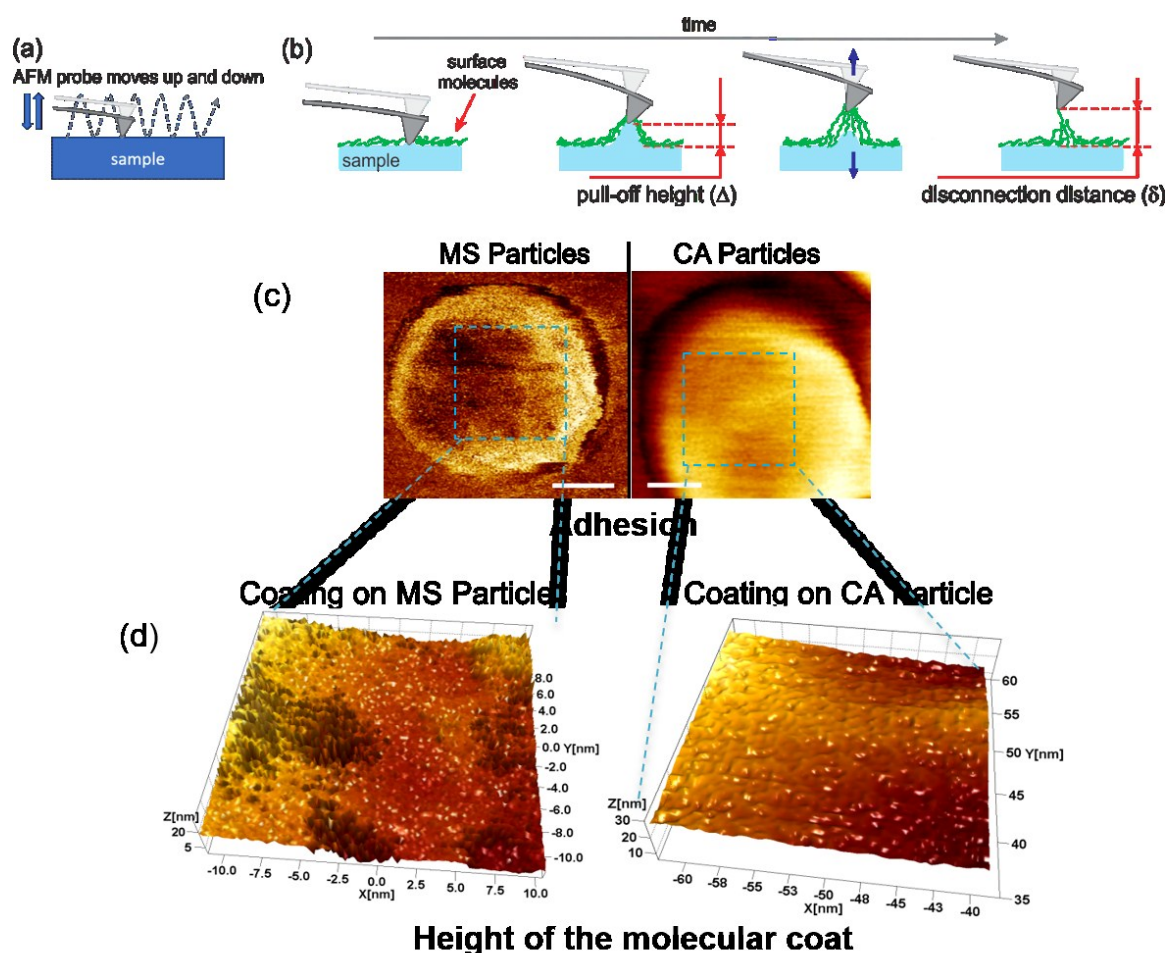 (a)
AFM probe moves up and down
sample
(b)
time
surface
molecules
sample
pull-off height (Δ)
disconnection distance (δ)
MS Particles
CA Particles
(c)
Adhesion
Coating on MS Particle
Coating on CA Particle
(d)
8.0
6.0
4.0
2.0
0.0 Y[nm]
-2.0
-4.0
-6.0
-8.0
-10.0
Z[nm]
20
5
-10.0 -7.5 -5.0 -2.5 0.0 2.5 5.0 7.5 10.0
X[nm]
60
55
50 Y[nm]
45
40
35
Z[nm]
30
20
10
-60 -58 -55 -53 -50 -48 -45 -43 -40
X[nm]
Height of the molecular coat